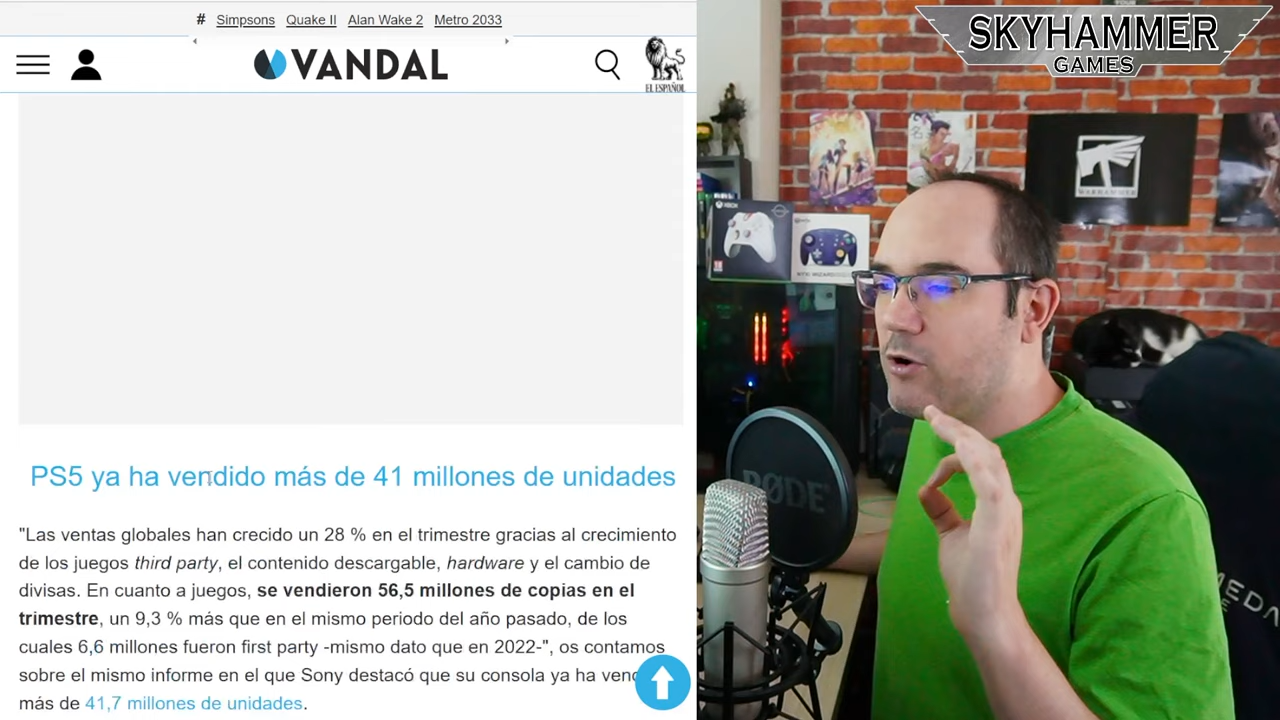 # Simpsons Quake II Alan Wake 2 Metro 2033
VANDAL
EL ESPAÑOL
PS5 ya ha vendido más de 41 millones de unidades
"Las ventas globales han crecido un 28 % en el trimestre gracias al crecimiento
de los juegos third party, el contenido descargable, hardware y el cambio de
divisas. En cuanto a juegos, se vendieron 56,5 millones de copias en el
trimestre, un 9,3 % más que en el mismo periodo del año pasado, de los
cuales 6,6 millones fueron first party -mismo dato que en 2022-", os contamos
sobre el mismo informe en el que Sony destacó que su consola ya ha ven
más de 41,7 millones de unidades.
SKYHAMMER
GAMES
WARHAMMER
XBOX
RØDE